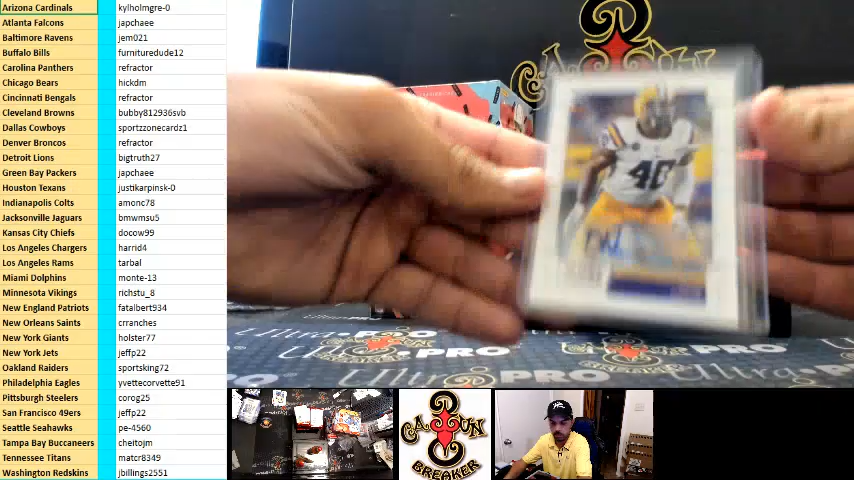 Arizona Cardinals kylholmgre-0
Atlanta Falcons japchaee
Baltimore Ravens jem021
Buffalo Bills furnituredude12
Carolina Panthers refractor
Chicago Bears hickdm
Cincinnati Bengals refractor
Cleveland Browns bubby812936svb
Dallas Cowboys sportzzonecardz1
Denver Broncos refractor
Detroit Lions bigtruth27
Green Bay Packers japchaee
Houston Texans justkarpinsk-0
Indianapolis Colts amonc78
Jacksonville Jaguars bmwmsu5
Kansas City Chiefs docow99
Los Angeles Chargers harrid4
Los Angeles Rams tarbal
Miami Dolphins monte-13
Minnesota Vikings richstu_8
New England Patriots fatalbert934
New Orleans Saints crranches
New York Giants holster77
New York Jets jeffp22
Oakland Raiders sportsking72
Philadelphia Eagles yvettecorvette91
Pittsburgh Steelers corog25
San Francisco 49ers jeffp22
Seattle Seahawks pe-4560
Tampa Bay Buccaneers cheitojm
Tennessee Titans matcr8349
Washington Redskins jbillings2551
40
Ultra PRO
Ultra PRO
CAJUN
BREAKER